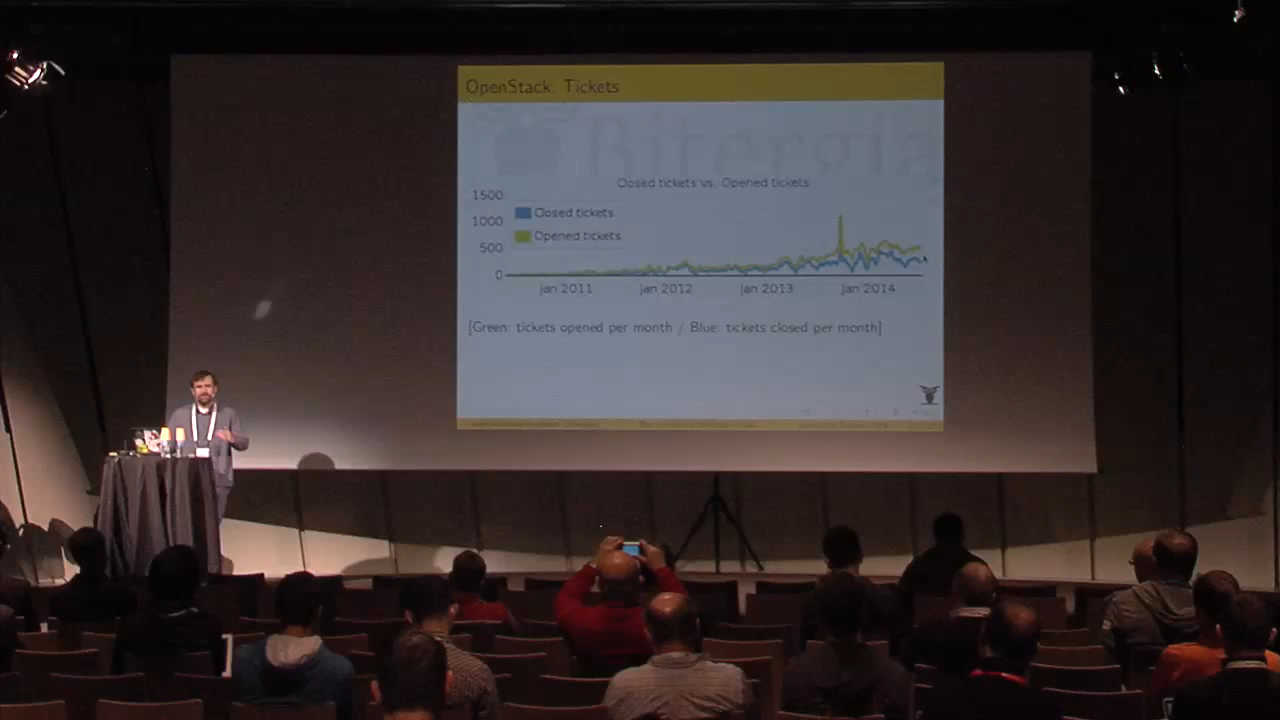 OpenStack: Tickets
Closed tickets vs. Opened tickets
1500
1000
500
0
Closed tickets
Opened tickets
Jan 2011
Jan 2012
Jan 2013
Jan 2014
[Green: tickets opened per month / Blue: tickets closed per month]